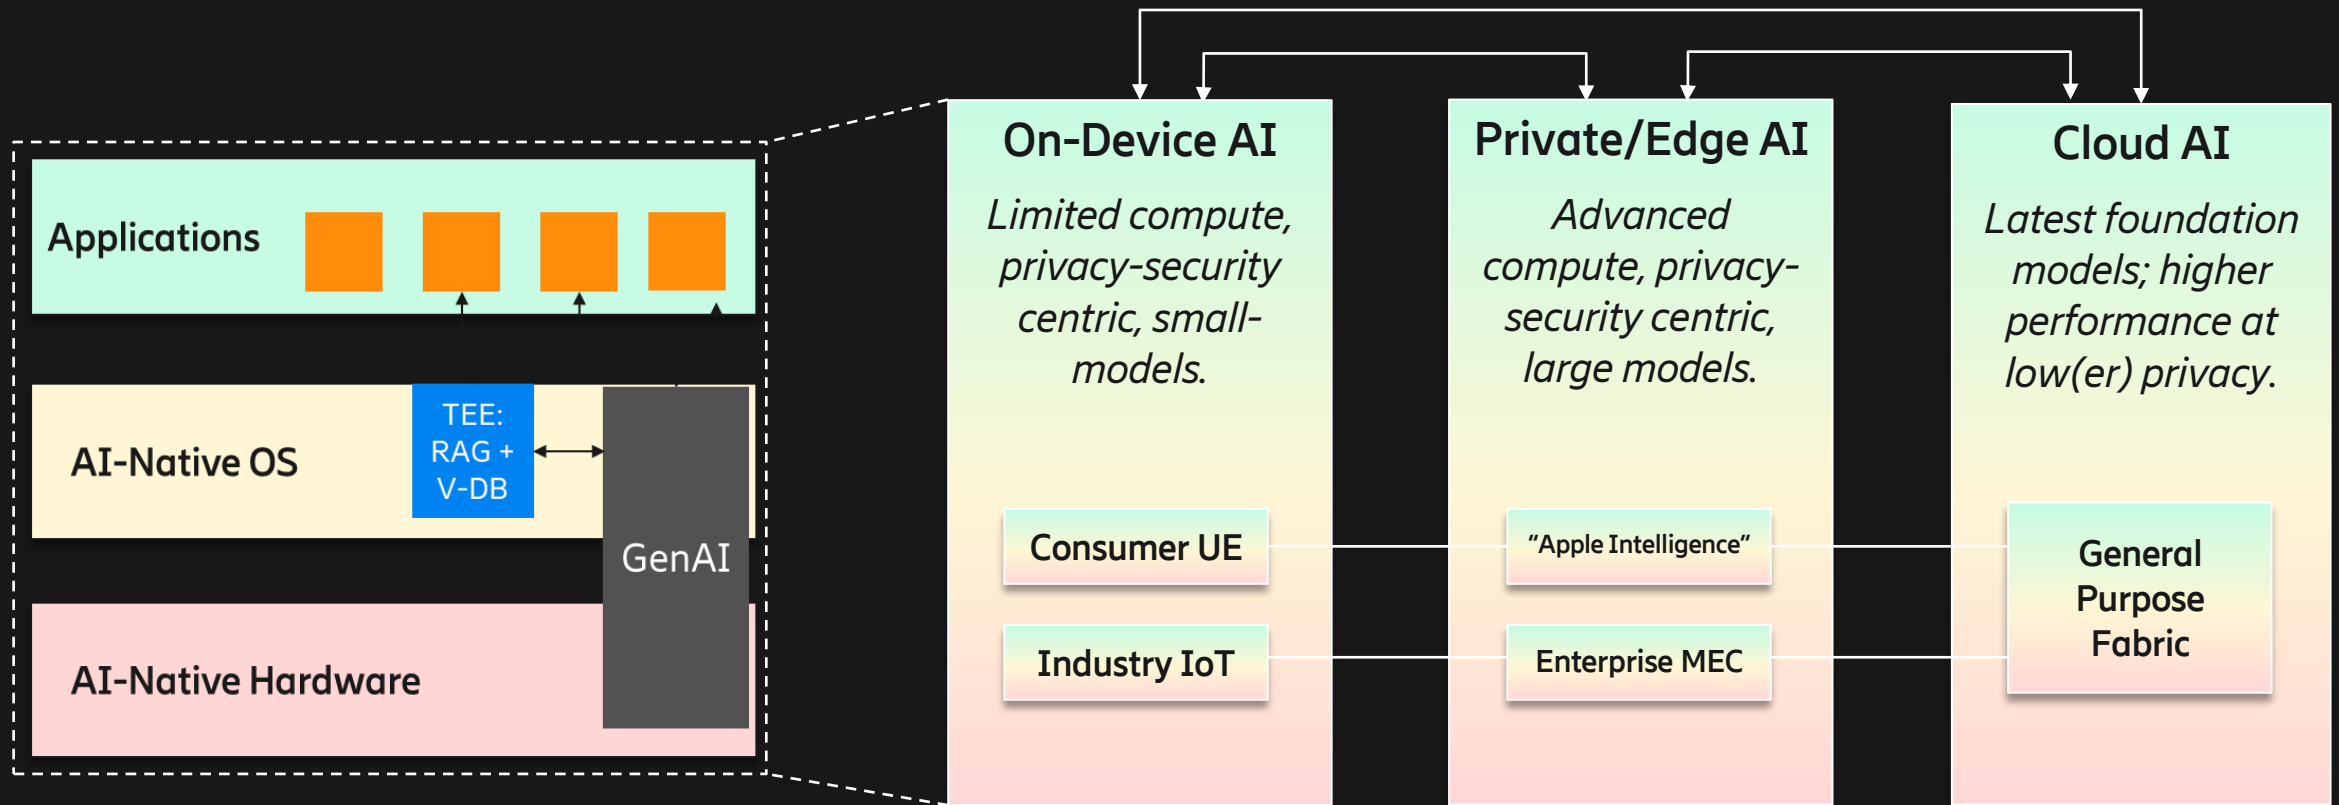 Applications
AI-Native OS
TEE:
RAG +
V-DB
GenAI
AI-Native Hardware
On-Device AI
Limited compute,
privacy-security
centric, small-
models.
Consumer UE
Industry IoT
Private/Edge AI
Advanced
compute, privacy-
security centric,
large models.
“Apple Intelligence”
Enterprise MEC
Cloud AI
Latest foundation
models; higher
performance at
low(er) privacy.
General
Purpose
Fabric